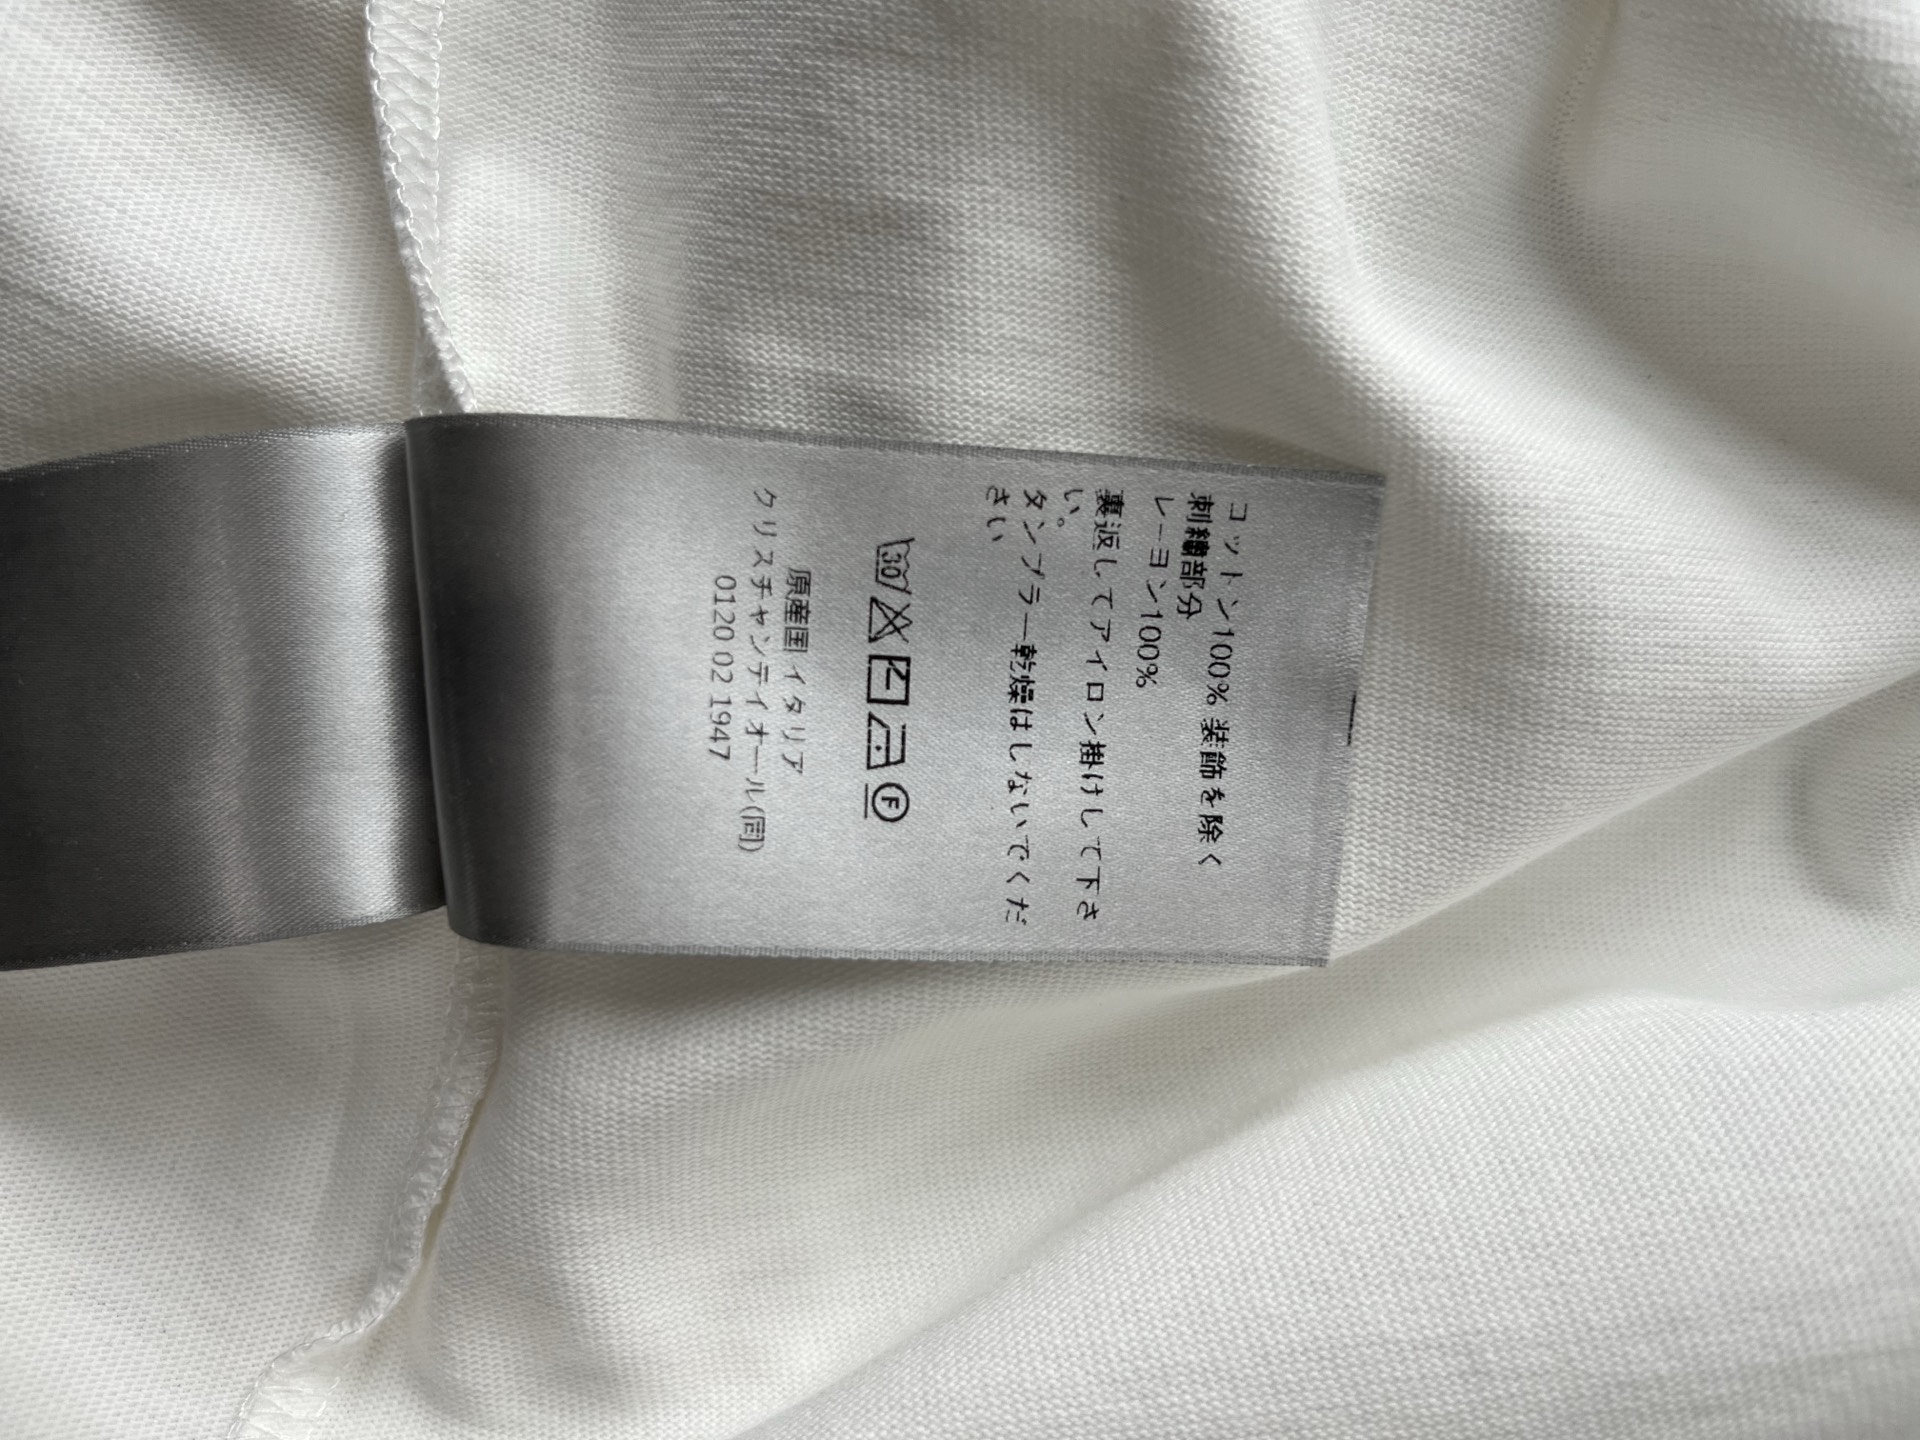 コットン100% 装飾を除く
刺繍部分
レーヨン100%
裏返してアイロン掛けして下さ
い。
タンブラー乾燥はしないでくだ
さい
30 F
原産国 イタリア
クリスチャンディオール(同)
0120 02 1947